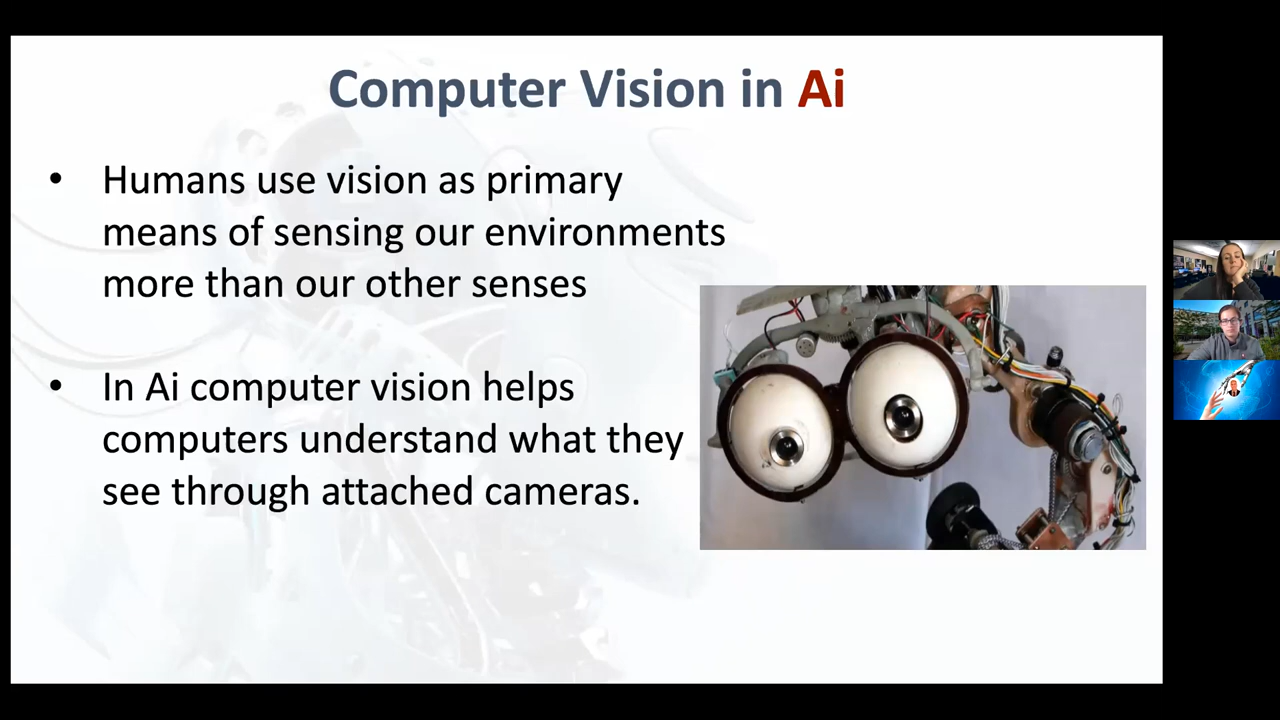 Computer Vision in Ai
• Humans use vision as primary
means of sensing our environments
more than our other senses
• In Ai computer vision helps
computers understand what they
see through attached cameras.